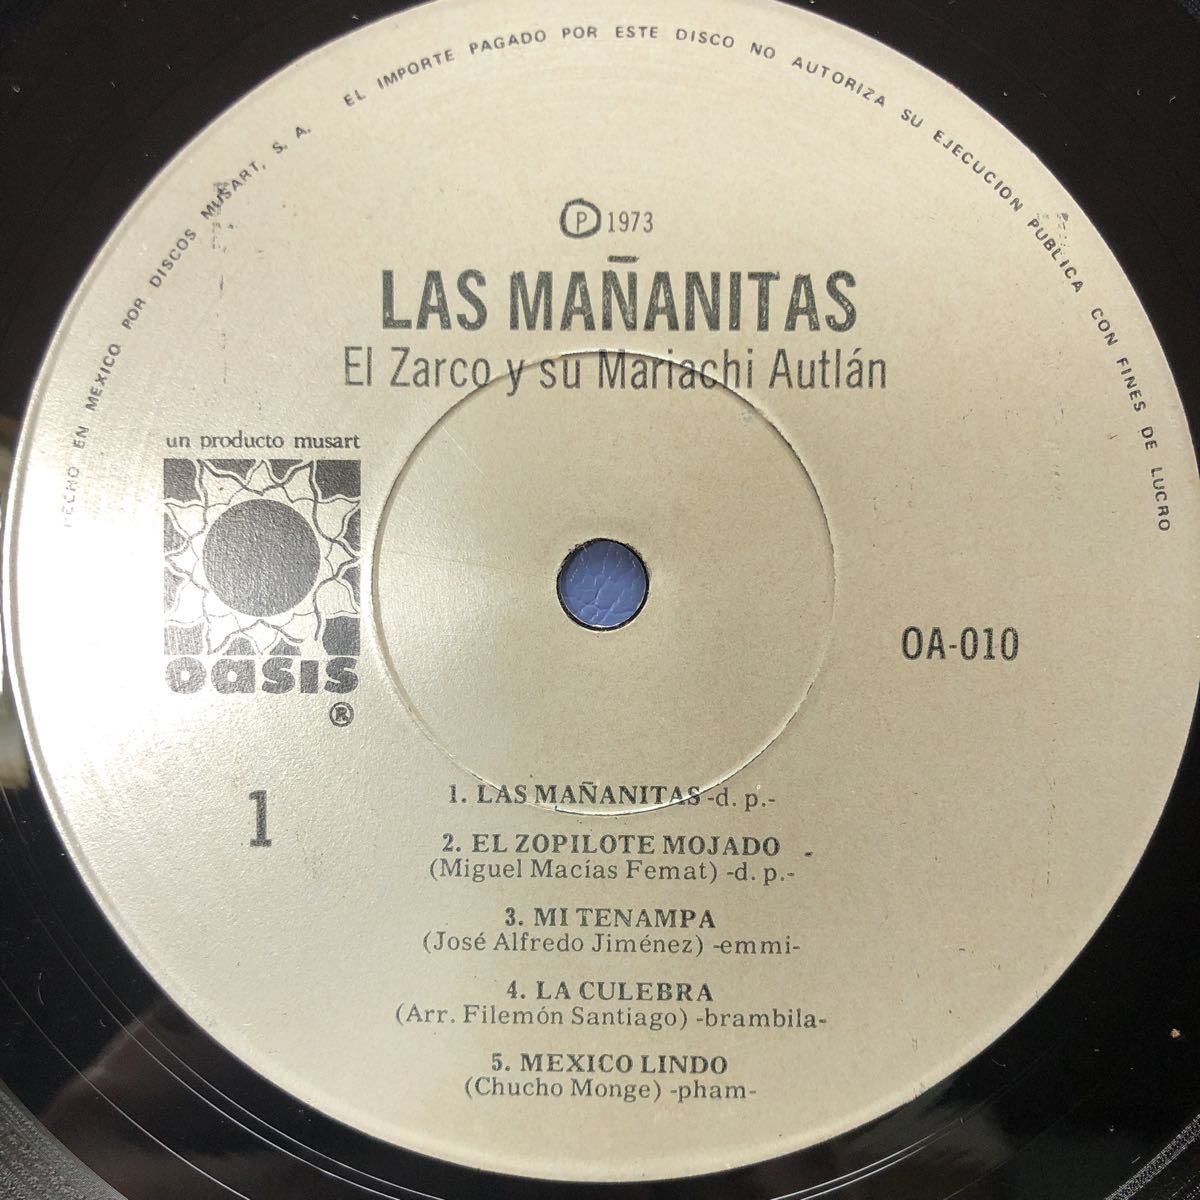 HECHO EN MEXICO POR DISCOS MUSART, S. A. EL IMPORTE PAGADO POR ESTE DISCO NO AUTORIZA SU EJECUCION PUBLICA CON FINES DE LUCRO
Ⓟ 1973
LAS MAÑANITAS
El Zarco y su Mariachi Autlán
un producto musart
oasis
®
OA-010
1
1. LAS MAÑANITAS -d. p.-
2. EL ZOPILOTE MOJADO
(Miguel Macías Femat) -d. p.-
3. MI TENAMPA
(José Alfredo Jiménez) -emmi-
4. LA CULEBRA
(Arr. Filemón Santiago) -brambila-
5. MEXICO LINDO
(Chucho Monge) -pham-